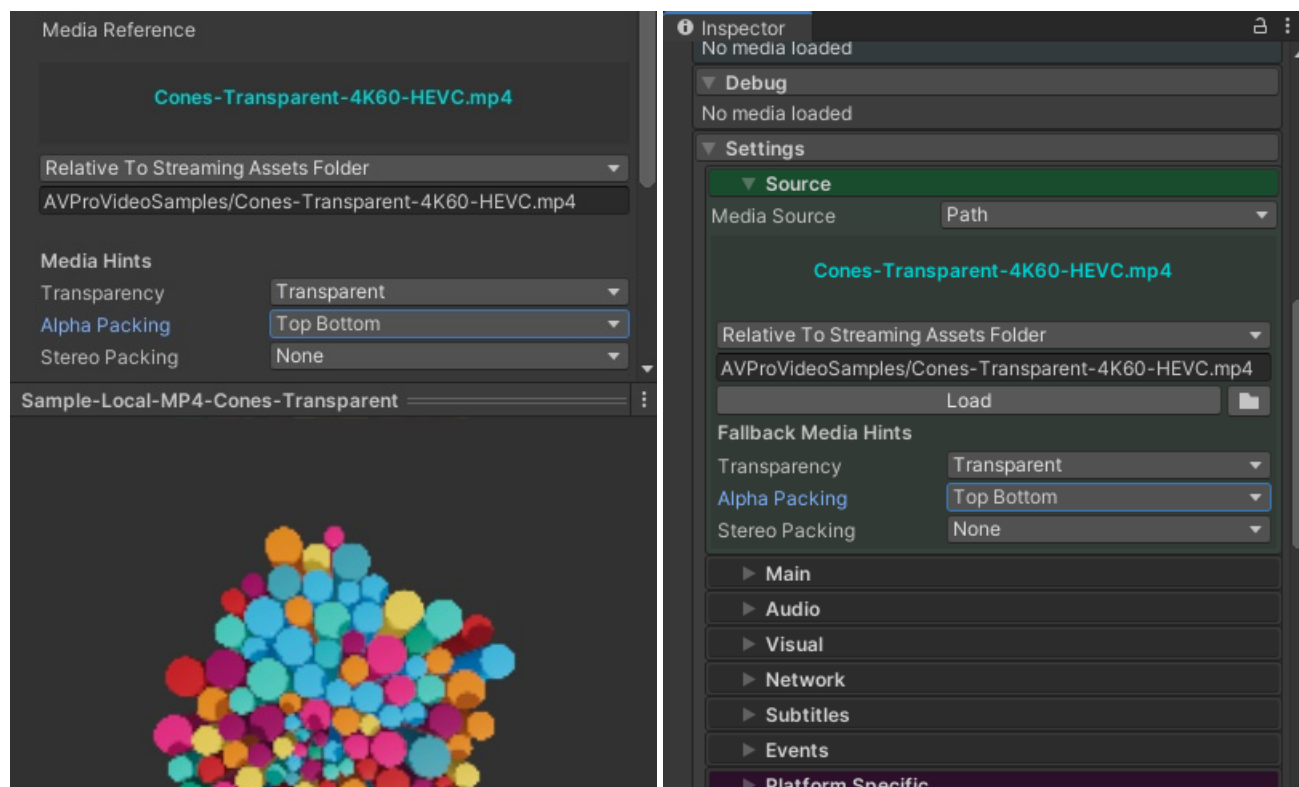 Media Reference
Cones-Transparent-4K60-HEVC.mp4
Relative To Streaming Assets Folder
AVProVideoSamples/Cones-Transparent-4K60-HEVC.mp4
Media Hints
Transparency Transparent
Alpha Packing Top Bottom
Stereo Packing None
Sample-Local-MP4-Cones-Transparent
Inspector
No media loaded
Debug
No media loaded
Settings
Source
Media Source Path
Cones-Transparent-4K60-HEVC.mp4
Relative To Streaming Assets Folder
AVProVideoSamples/Cones-Transparent-4K60-HEVC.mp4
Load
Fallback Media Hints
Transparency Transparent
Alpha Packing Top Bottom
Stereo Packing None
Main
Audio
Visual
Network
Subtitles
Events
Platform Specific